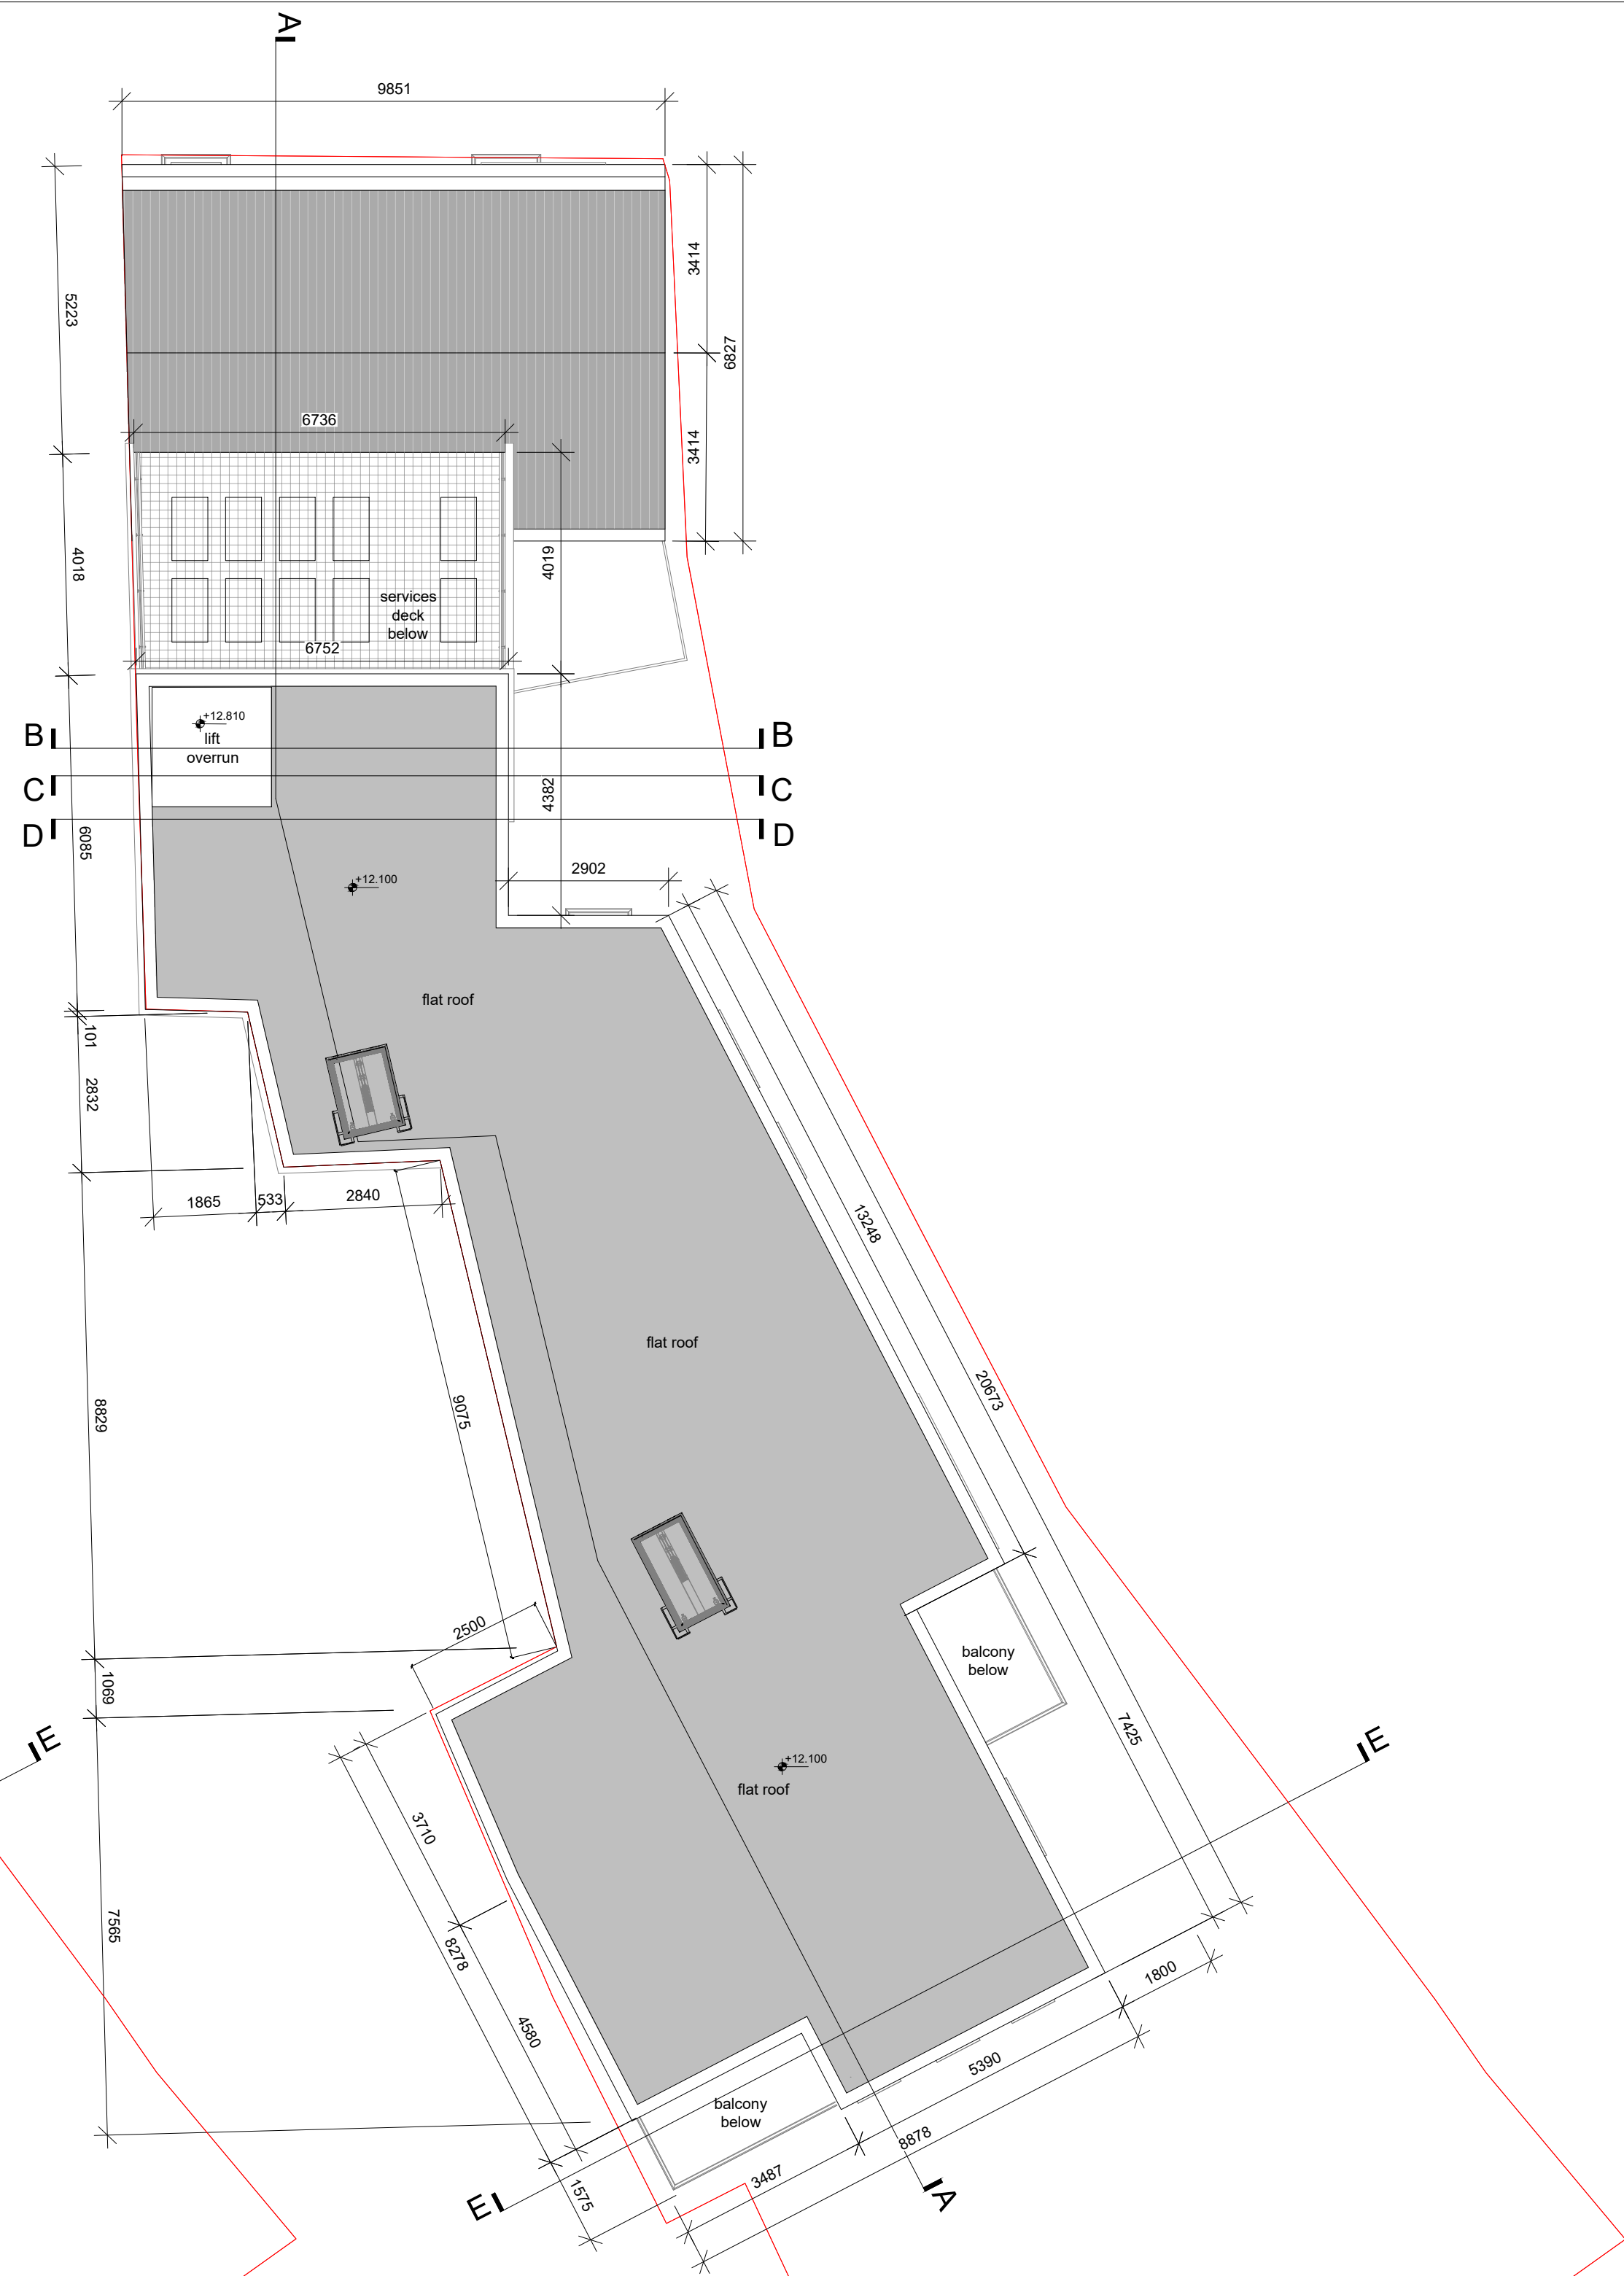 A
9851
3414
5223
6827
6736
3414
4018
4019
services
deck
below
6752
+12.810
lift
overrun
B
B
C
C
4382
D
D
6085
2902
+12.100
flat roof
101
2832
1865
533
2840
13248
flat roof
20673
9075
8829
2500
balcony
below
1069
7425
E
E
+12.100
flat roof
3710
7565
8278
4580
1800
5390
balcony
below
8878
3487
1575
E
A